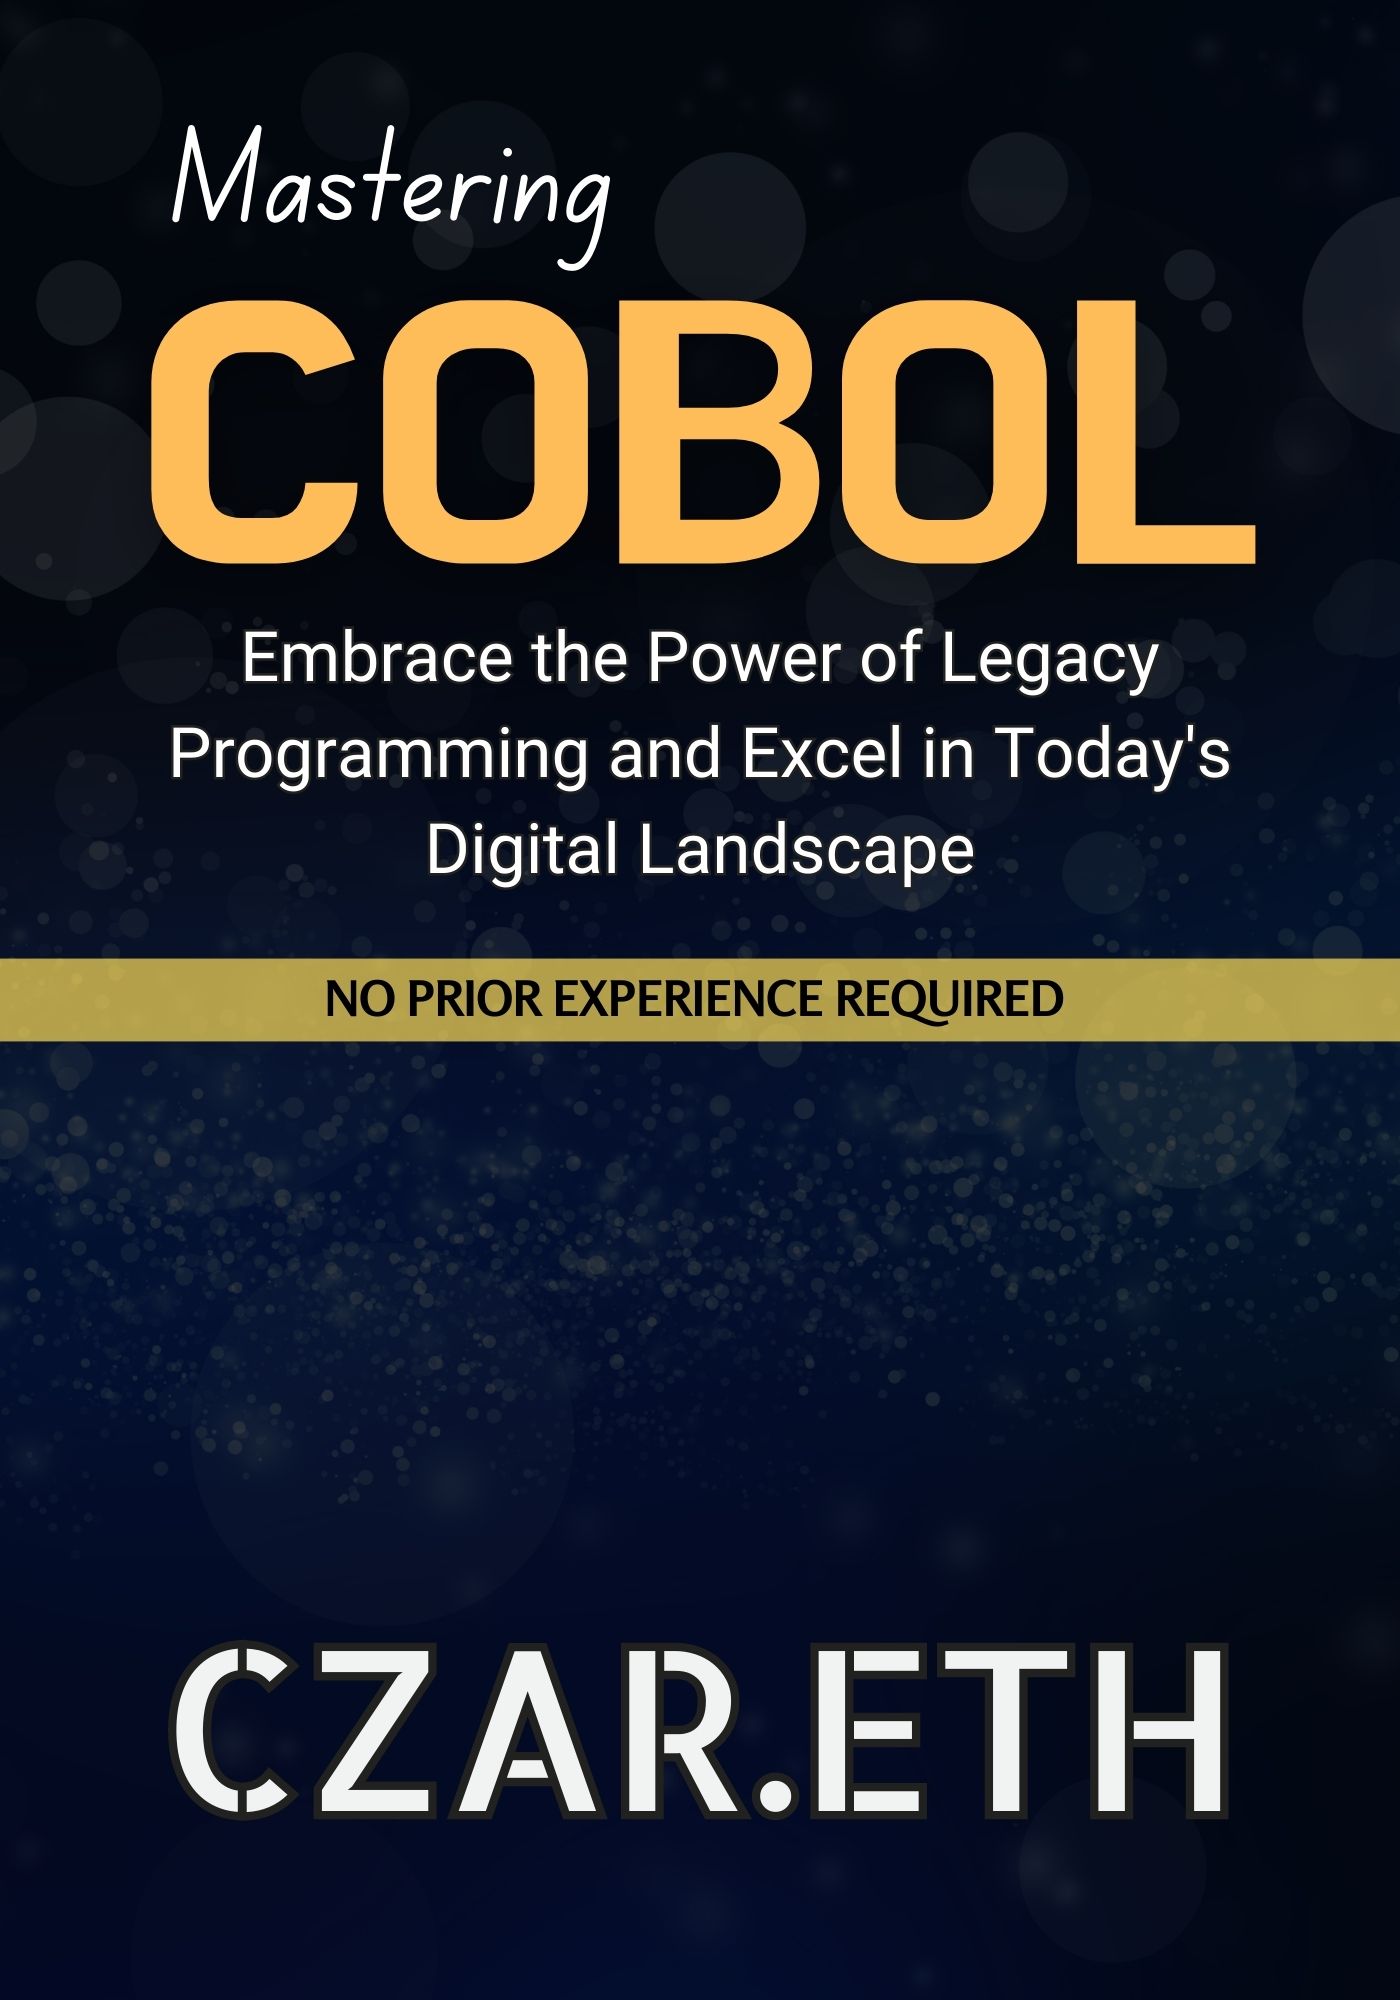 Mastering
COBOL
Embrace the Power of Legacy
Programming and Excel in Today's
Digital Landscape
NO PRIOR EXPERIENCE REQUIRED
CZAR.ETH